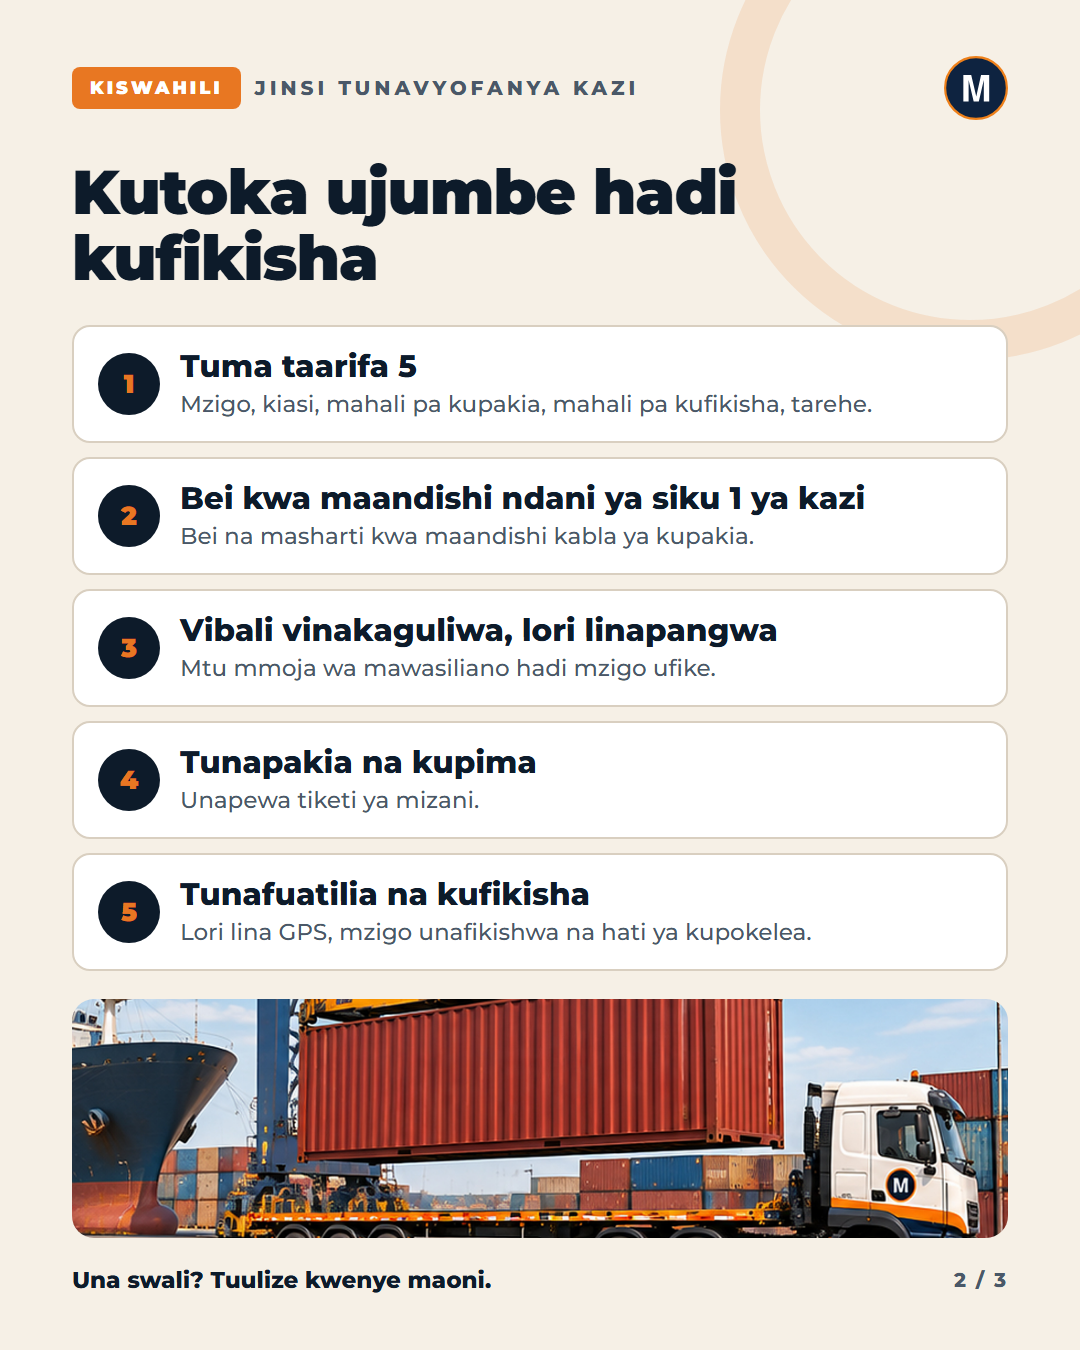 KISWAHILI JINSI TUNAVYOFANYA KAZI
M
Kutoka ujumbe hadi
kufikisha
1
Tuma taarifa 5
Mzigo, kiasi, mahali pa kupakia, mahali pa kufikisha, tarehe.
2
Bei kwa maandishi ndani ya siku 1 ya kazi
Bei na masharti kwa maandishi kabla ya kupakia.
3
Vibali vinakaguliwa, lori linapangwa
Mtu mmoja wa mawasiliano hadi mzigo ufike.
4
Tunapakia na kupima
Unapewa tiketi ya mizani.
5
Tunafuatilia na kufikisha
Lori lina GPS, mzigo unafikishwa na hati ya kupokelea.
M
Una swali? Tuulize kwenye maoni.
2 / 3